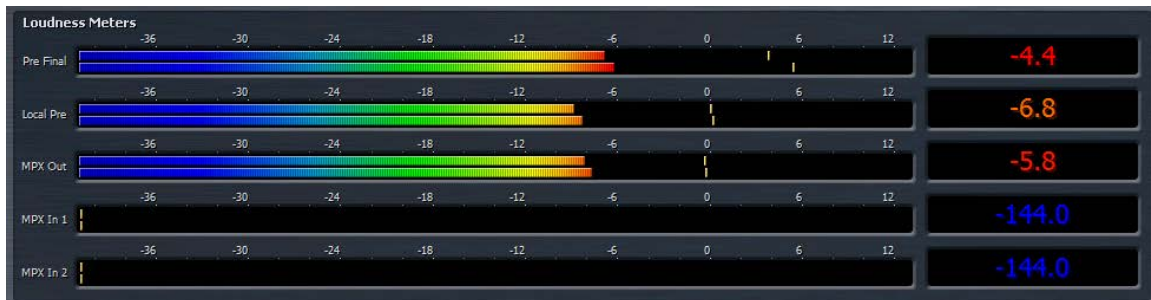 Loudness Meters
-36 -30 -24 -18 -12 -6 0 6 12
Pre Final -4.4
-36 -30 -24 -18 -12 -6 0 6 12
Local Pre -6.8
-36 -30 -24 -18 -12 -6 0 6 12
MPX Out -5.8
-36 -30 -24 -18 -12 -6 0 6 12
MPX In 1 -144.0
-36 -30 -24 -18 -12 -6 0 6 12
MPX In 2 -144.0